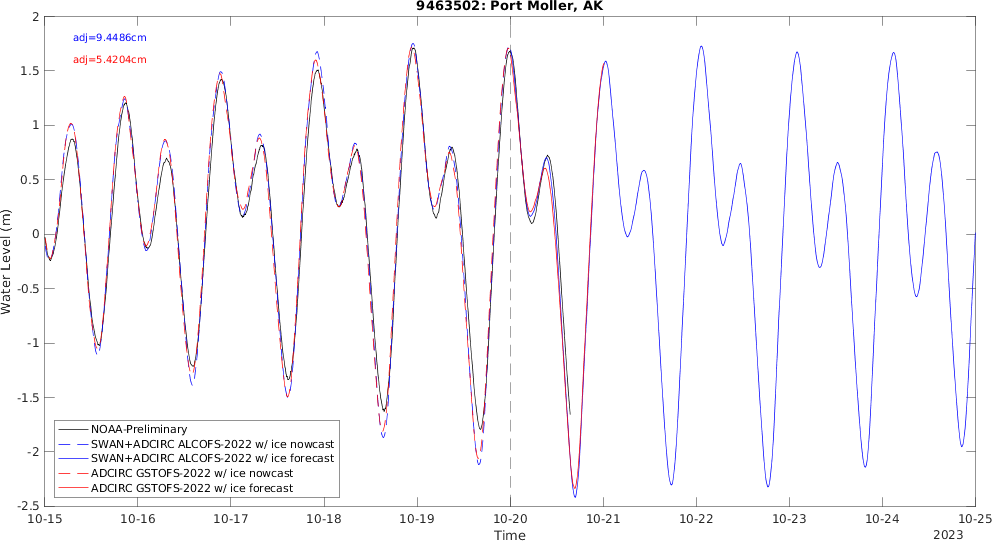 9463502: Port Moller, AK
adj=9.4486cm
adj=5.4204cm
2
1.5
1
0.5
0
-0.5
-1
-1.5
-2
-2.5
Water Level (m)
NOAA-Preliminary
SWAN+ADCIRC ALCOFS-2022 w/ ice nowcast
SWAN+ADCIRC ALCOFS-2022 w/ ice forecast
ADCIRC GSTOFS-2022 w/ ice nowcast
ADCIRC GSTOFS-2022 w/ ice forecast
10-15 10-16 10-17 10-18 10-19 10-20 10-21 10-22 10-23 10-24 10-25
Time
2023